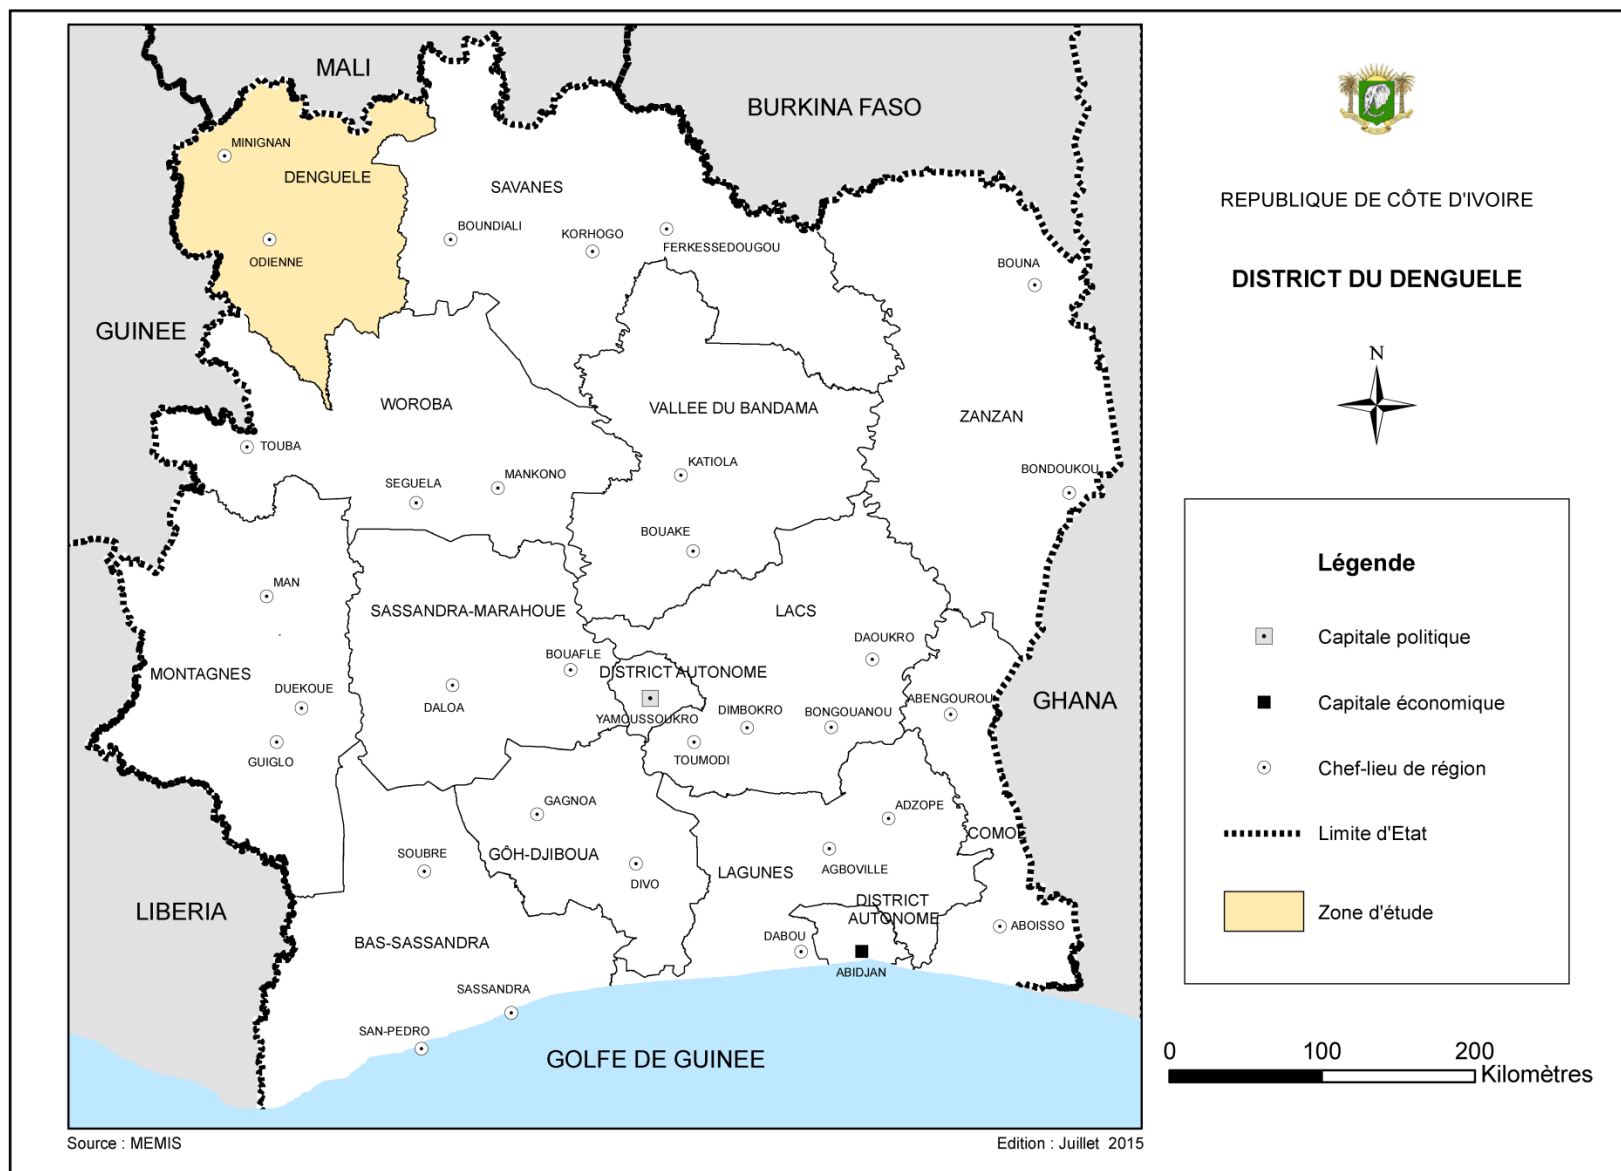 MALI
BURKINA FASO
MINIGNAN
DENGUELE
SAVANES
BOUNDIALI
KORHOGO
FERKESSEDOUGOU
ODIENNE
BOUNA
GUINEE
WOROBA
VALLEE DU BANDAMA
ZANZAN
TOUBA
KATIOLA
BONDOUKOU
SEGUELA
MANKONO
BOUAKE
MAN
SASSANDRA-MARAHOUE
LACS
DAOUKRO
BOUAFLE
DISTRICT AUTONOME
MONTAGNES
DUEKOUE
DALOA
YAMOUSSOUKRO
DIMBOKRO
BONGOUANOU
ABENGOUROU
GHANA
GUIGLO
TOUMODI
GAGNOA
ADZOPE
COMOE
SOUBRE
GÔH-DJIBOUA
DIVO
LAGUNES
AGBOVILLE
LIBERIA
DISTRICT
AUTONOME
ABOISSO
BAS-SASSANDRA
DABOU
ABIDJAN
SASSANDRA
SAN-PEDRO
GOLFE DE GUINEE
Source : MEMIS
Edition : Juillet 2015
REPUBLIQUE DE CÔTE D'IVOIRE
DISTRICT DU DENGUELE
N
Légende
Capitale politique
Capitale économique
Chef-lieu de région
Limite d'Etat
Zone d'étude
0 100 200
Kilomètres